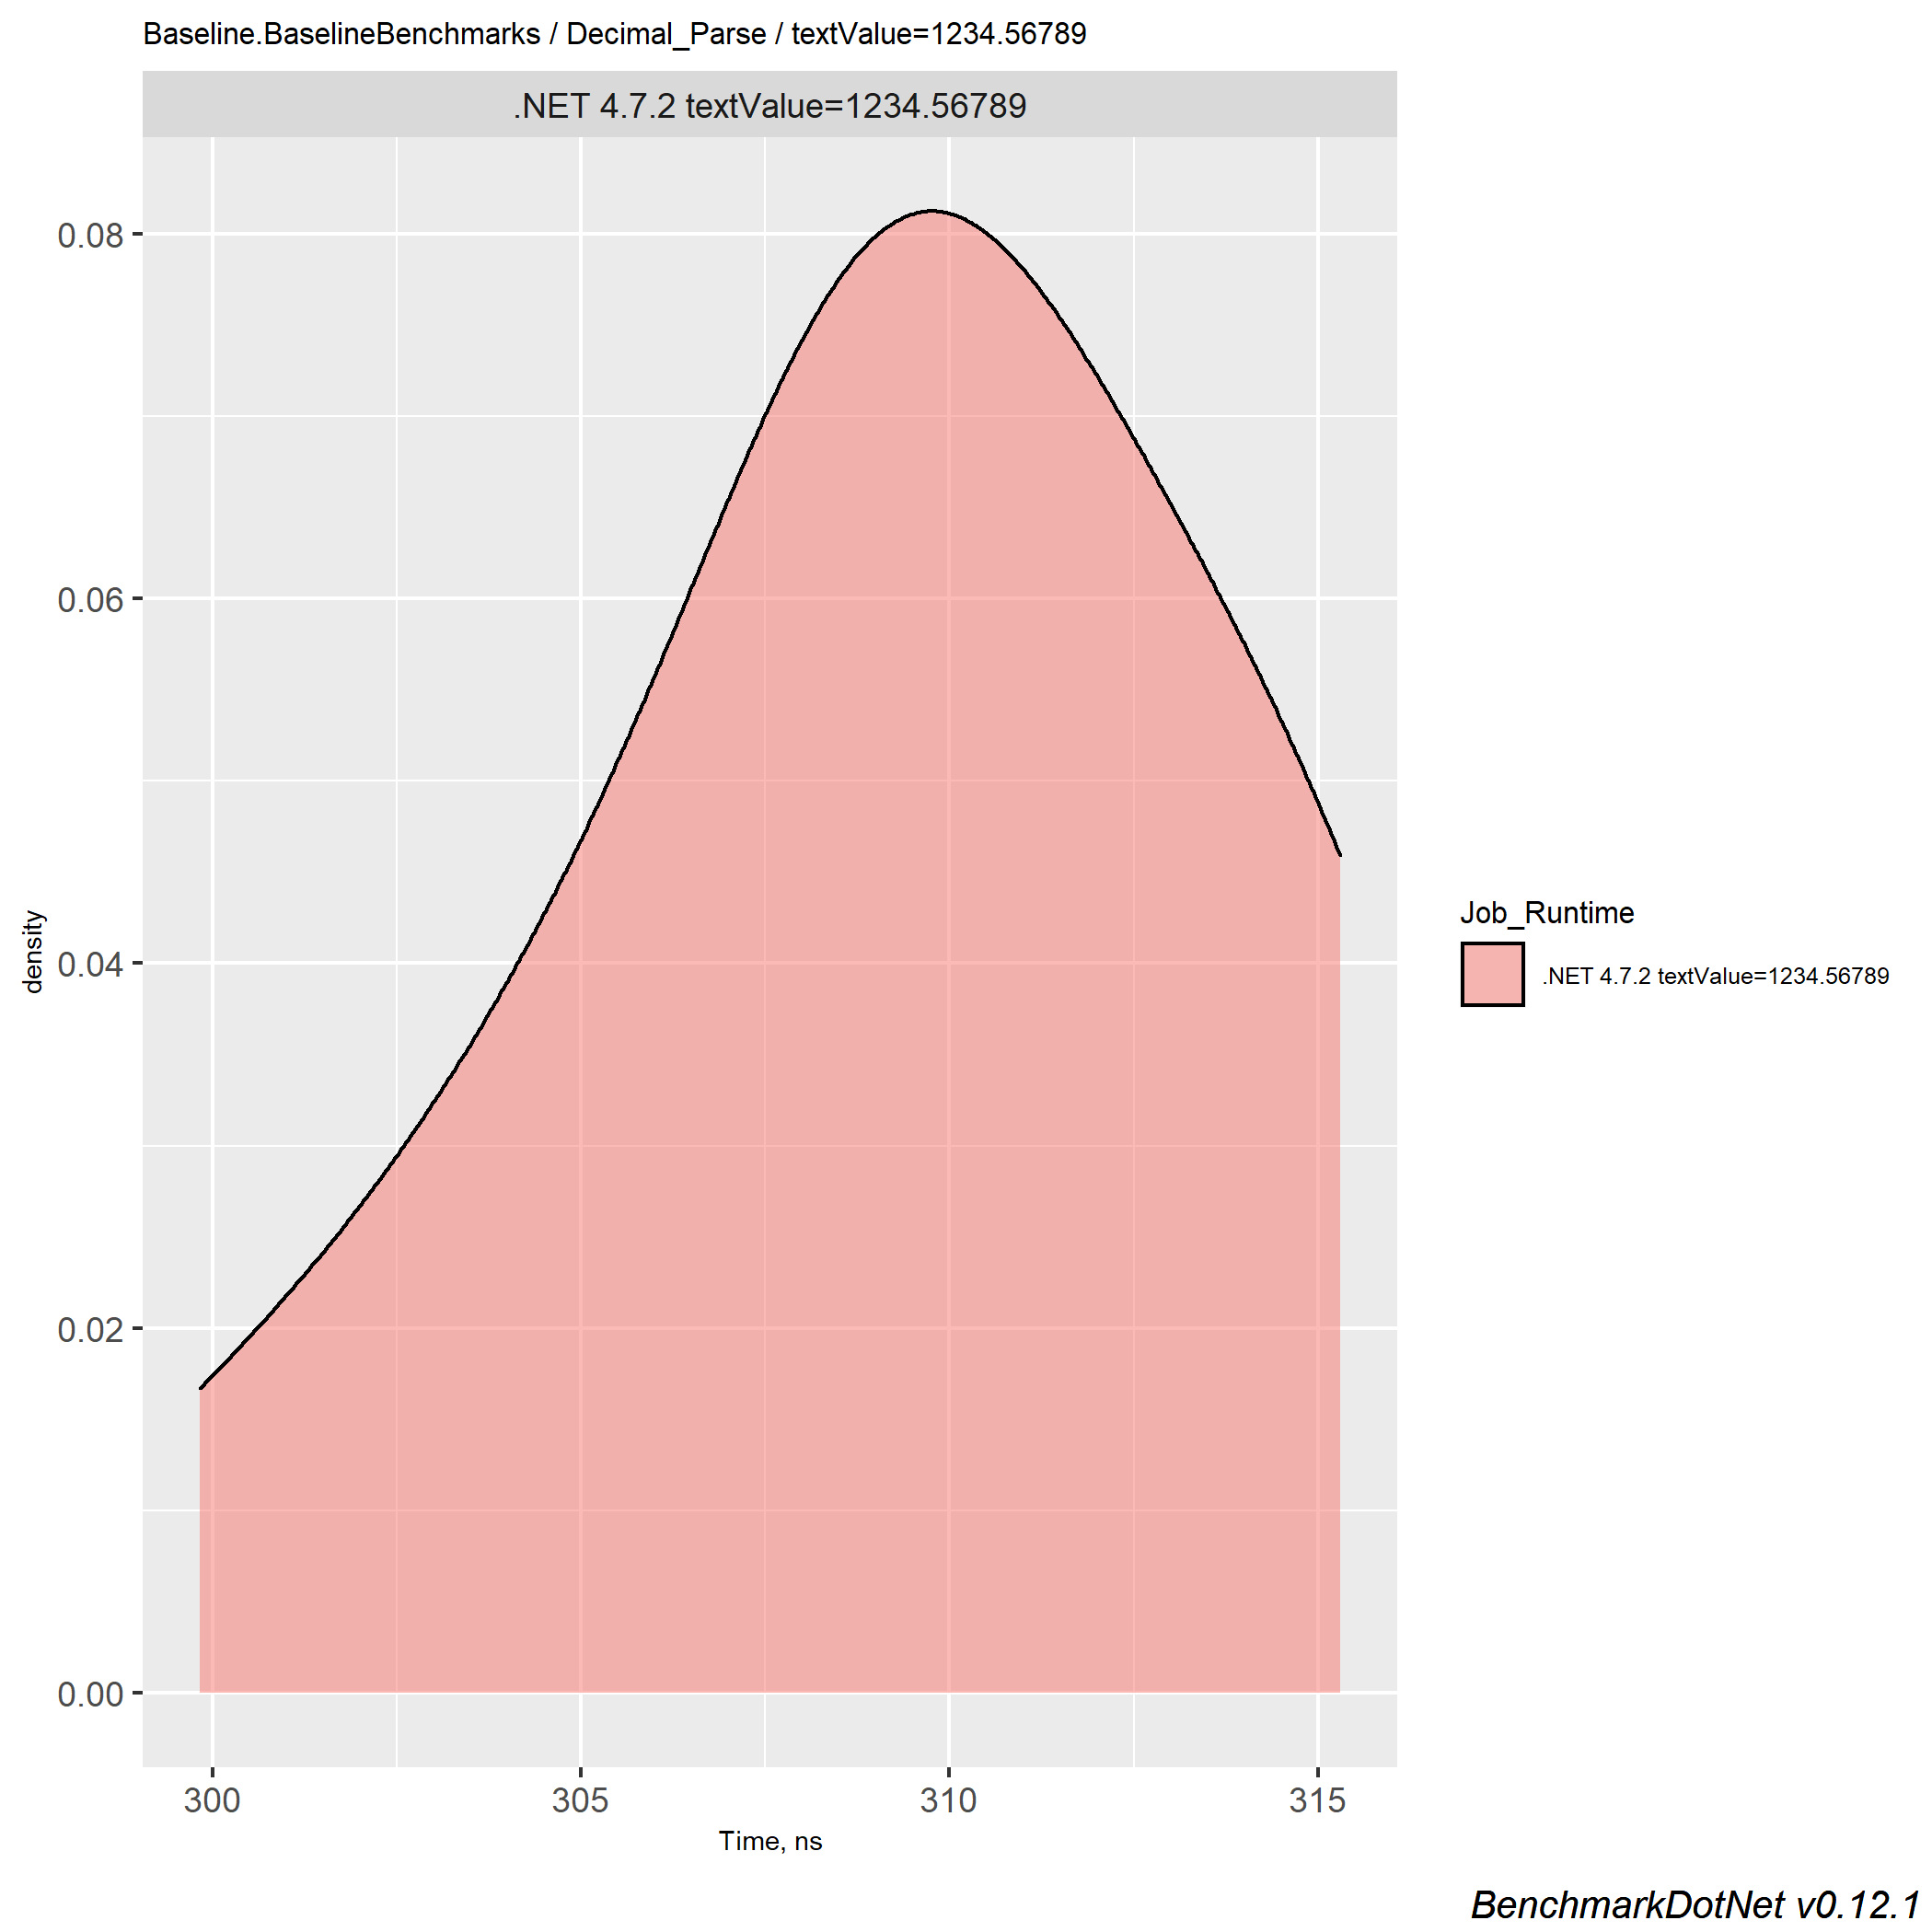 Baseline.BaselineBenchmarks / Decimal_Parse / textValue=1234.56789
.NET 4.7.2 textValue=1234.56789
0.08
0.06
0.04
0.02
0.00
density
300 305 310 315
Time, ns
Job_Runtime
.NET 4.7.2 textValue=1234.56789
BenchmarkDotNet v0.12.1